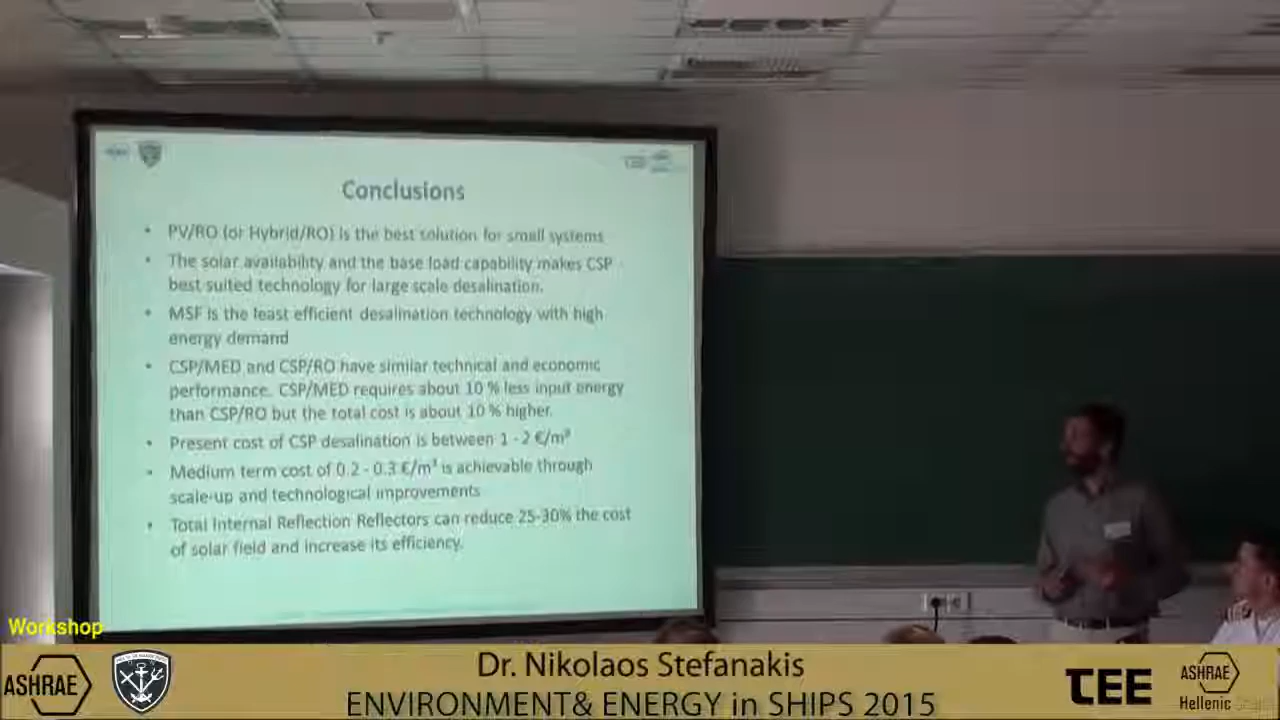 Conclusions
• PV/RO (or Hybrid/RO) is the best solution for small systems
• The solar availability and the base load capability makes CSP
best suited technology for large scale desalination.
• MSF is the least efficient desalination technology with high
energy demand
• CSP/MED and CSP/RO have similar technical and economic
performance. CSP/MED requires about 10 % less input energy
than CSP/RO but the total cost is about 10 % higher.
• Present cost of CSP desalination is between 1 - 2 €/m³
• Medium term cost of 0.2 - 0.3 €/m³ is achievable through
scale-up and technological improvements
• Total Internal Reflection Reflectors can reduce 25-30% the cost
of solar field and increase its efficiency.
Workshop
ASHRAE
Dr. Nikolaos Stefanakis
ENVIRONMENT& ENERGY in SHIPS 2015
TEE
ASHRAE
Hellenic